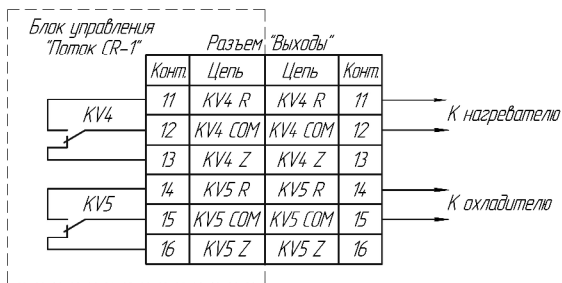 Блок управления
"Поток CR-1"
Разъем "Выходы"
Конт. Цепь Цепь Конт.
11 KV4 R KV4 R 11
KV4
К нагревателю
12 KV4 COM KV4 COM 12
13 KV4 Z KV4 Z 13
14 KV5 R KV5 R 14
KV5
К охладителю
15 KV5 COM KV5 COM 15
16 KV5 Z KV5 Z 16